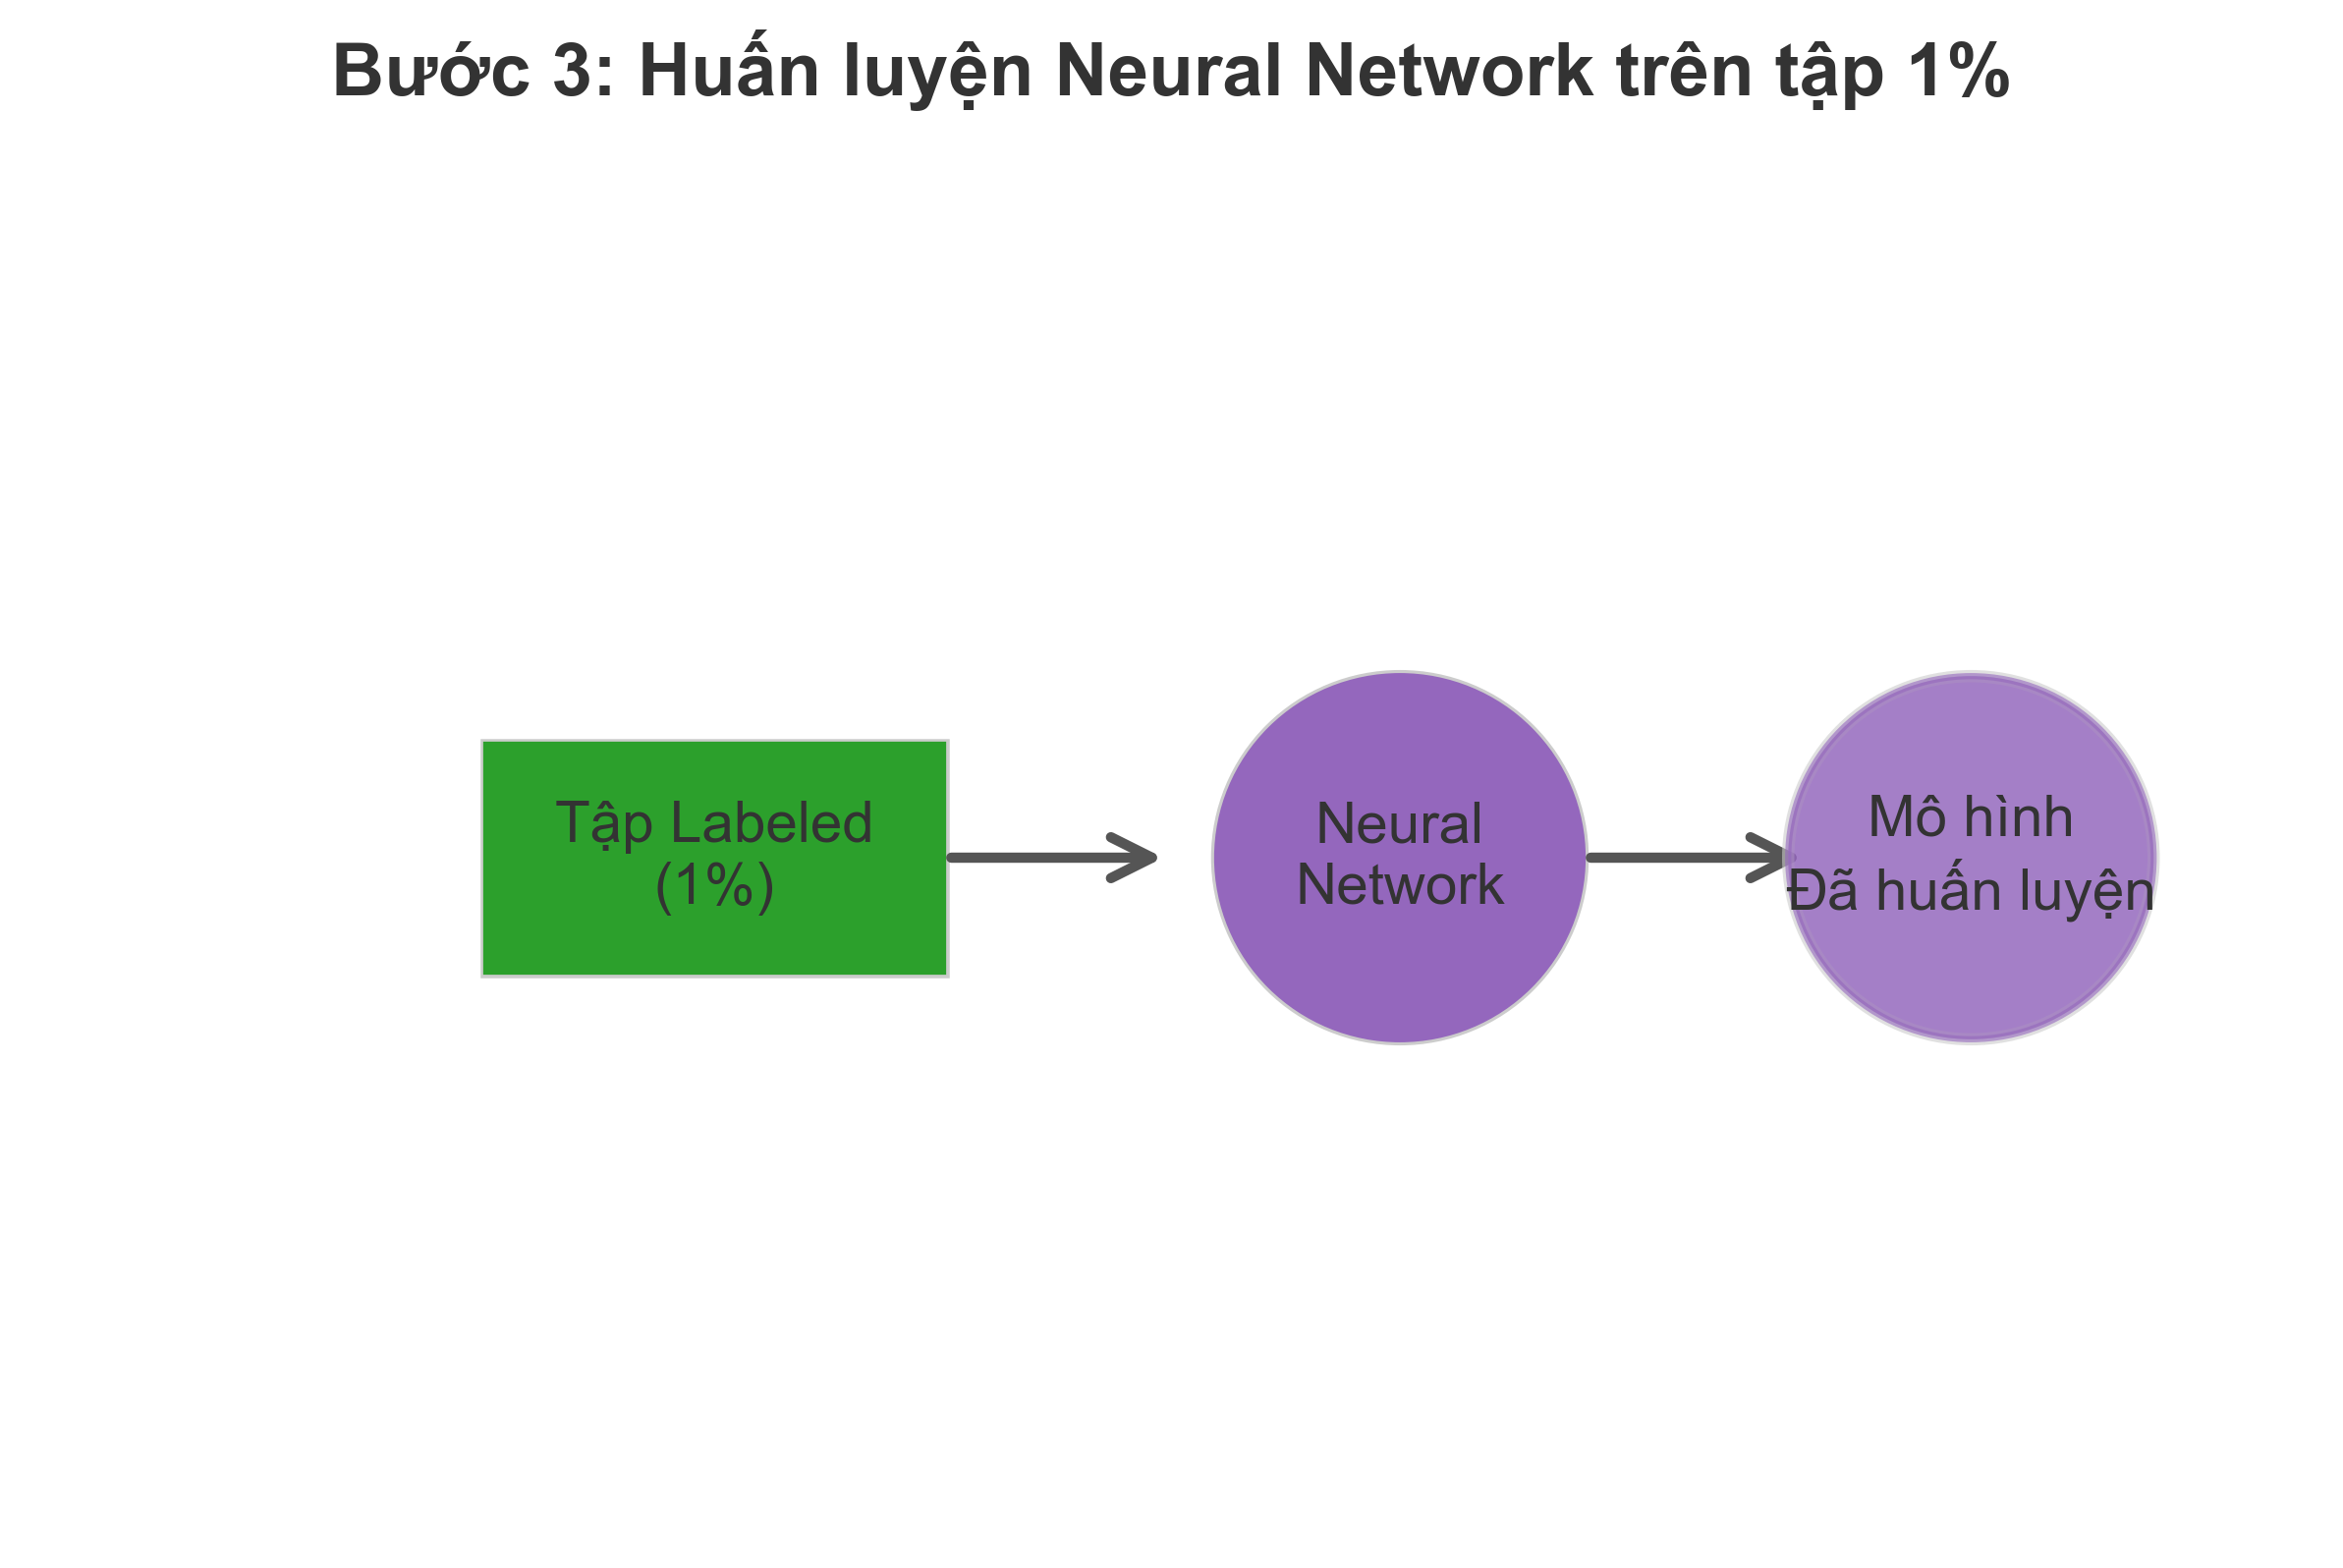 Bước 3: Huấn luyện Neural Network trên tập 1%
Tập Labeled
(1%)
Neural
Network
Mô hình
Đã huấn luyện